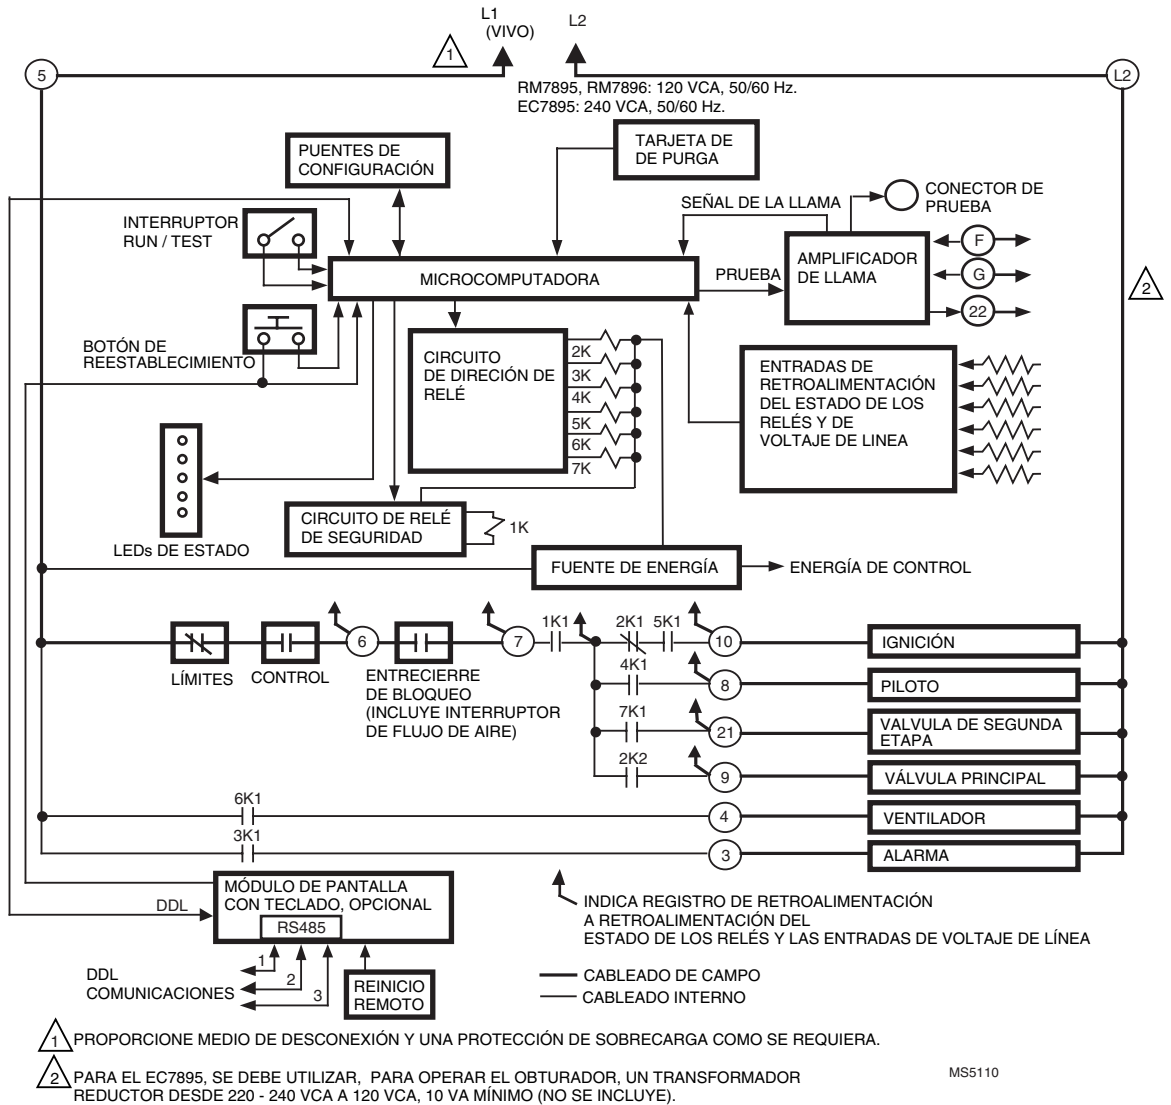 L1
(VIVO)
L2
1
5
L2
RM7895, RM7896: 120 VCA, 50/60 Hz.
EC7895: 240 VCA, 50/60 Hz.
PUENTES DE
CONFIGURACIÓN
TARJETA DE
DE PURGA
INTERRUPTOR
RUN / TEST
SEÑAL DE LA LLAMA
CONECTOR DE
PRUEBA
MICROCOMPUTADORA
PRUEBA
AMPLIFICADOR
DE LLAMA
F
G
22
2
BOTÓN DE
REESTABLECIMIENTO
CIRCUITO
DE DIRECIÓN DE
RELÉ
2K
3K
4K
5K
6K
7K
ENTRADAS DE
RETROALIMENTACIÓN
DEL ESTADO DE LOS
RELÉS Y DE
VOLTAJE DE LINEA
LEDs DE ESTADO
CIRCUITO DE RELÉ
DE SEGURIDAD
1K
FUENTE DE ENERGÍA
ENERGÍA DE CONTROL
LÍMITES
CONTROL
6
ENTRECIERRE
DE BLOQUEO
(INCLUYE INTERRUPTOR
DE FLUJO DE AIRE)
7
1K1
2K1
5K1
10
IGNICIÓN
4K1
8
PILOTO
7K1
21
VALVULA DE SEGUNDA
ETAPA
2K2
9
VÁLVULA PRINCIPAL
6K1
4
VENTILADOR
3K1
3
ALARMA
MÓDULO DE PANTALLA
CON TECLADO, OPCIONAL
RS485
DDL
DDL
COMUNICACIONES
1
2
3
REINICIO
REMOTO
INDICA REGISTRO DE RETROALIMENTACIÓN
A RETROALIMENTACIÓN DEL
ESTADO DE LOS RELÉS Y LAS ENTRADAS DE VOLTAJE DE LÍNEA
CABLEADO DE CAMPO
CABLEADO INTERNO
1 PROPORCIONE MEDIO DE DESCONEXIÓN Y UNA PROTECCIÓN DE SOBRECARGA COMO SE REQUIERA.
2 PARA EL EC7895, SE DEBE UTILIZAR, PARA OPERAR EL OBTURADOR, UN TRANSFORMADOR
REDUCTOR DESDE 220 - 240 VCA A 120 VCA, 10 VA MÍNIMO (NO SE INCLUYE).
MS5110